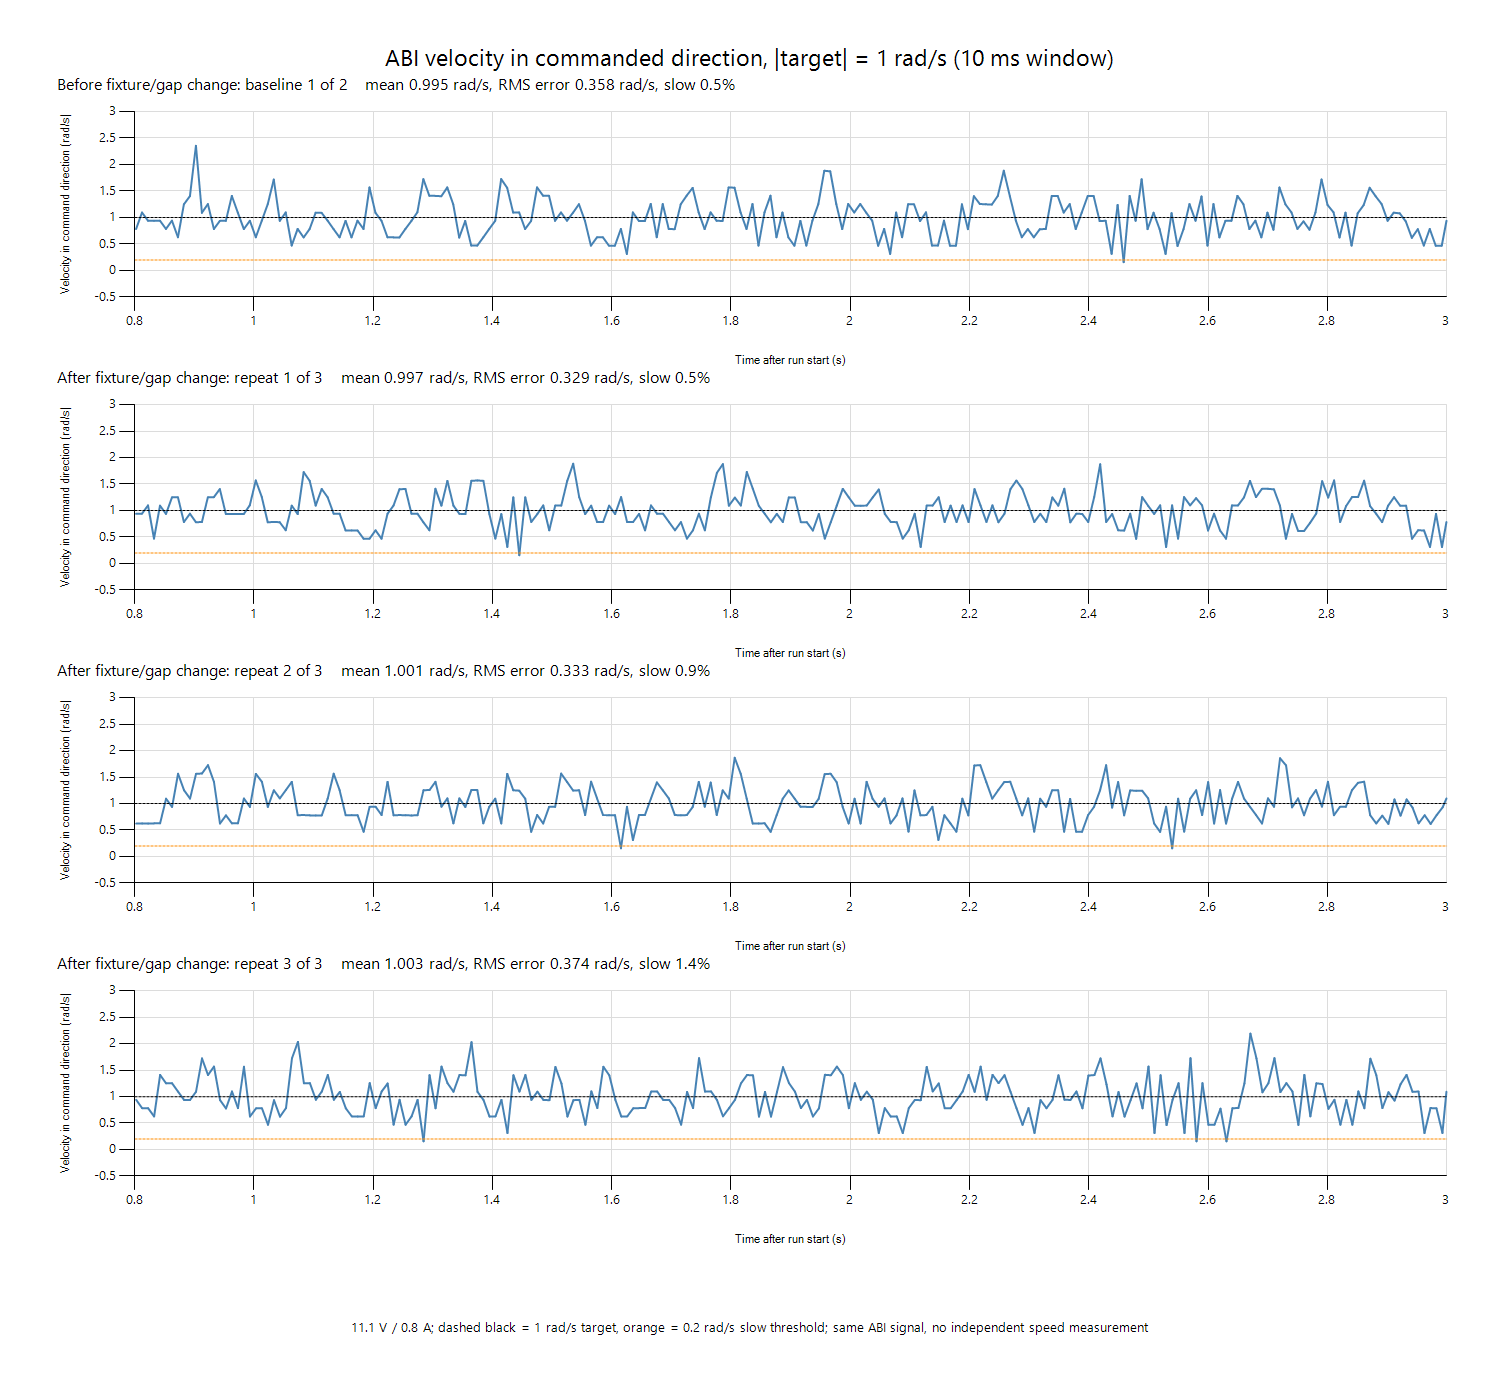 ABI velocity in commanded direction, |target| = 1 rad/s (10 ms window)
Before fixture/gap change: baseline 1 of 2    mean 0.995 rad/s, RMS error 0.358 rad/s, slow 0.5%
Velocity in command direction (rad/s)
3
2.5
2
1.5
1
0.5
0
-0.5
0.8 1 1.2 1.4 1.6 1.8 2 2.2 2.4 2.6 2.8 3
Time after run start (s)
After fixture/gap change: repeat 1 of 3    mean 0.997 rad/s, RMS error 0.329 rad/s, slow 0.5%
Velocity in command direction (rad/s)
3
2.5
2
1.5
1
0.5
0
-0.5
0.8 1 1.2 1.4 1.6 1.8 2 2.2 2.4 2.6 2.8 3
Time after run start (s)
After fixture/gap change: repeat 2 of 3    mean 1.001 rad/s, RMS error 0.333 rad/s, slow 0.9%
Velocity in command direction (rad/s)
3
2.5
2
1.5
1
0.5
0
-0.5
0.8 1 1.2 1.4 1.6 1.8 2 2.2 2.4 2.6 2.8 3
Time after run start (s)
After fixture/gap change: repeat 3 of 3    mean 1.003 rad/s, RMS error 0.374 rad/s, slow 1.4%
Velocity in command direction (rad/s)
3
2.5
2
1.5
1
0.5
0
-0.5
0.8 1 1.2 1.4 1.6 1.8 2 2.2 2.4 2.6 2.8 3
Time after run start (s)
11.1 V / 0.8 A; dashed black = 1 rad/s target, orange = 0.2 rad/s slow threshold; same ABI signal, no independent speed measurement